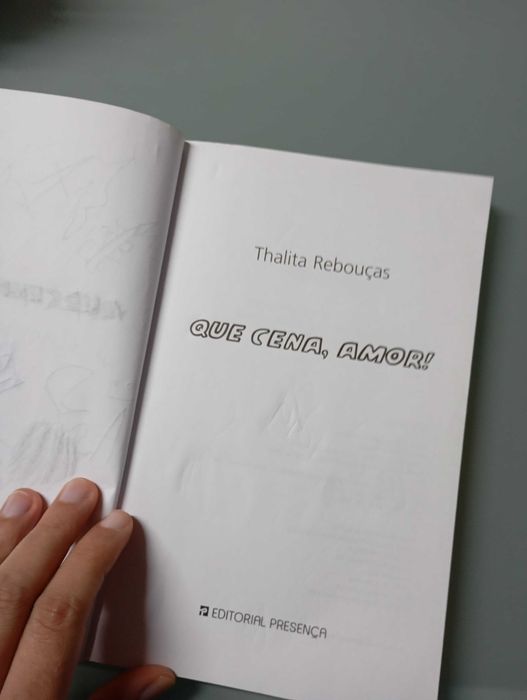 Thalita Rebouças
QUE CENA, AMOR!
EDITORIAL PRESENÇA